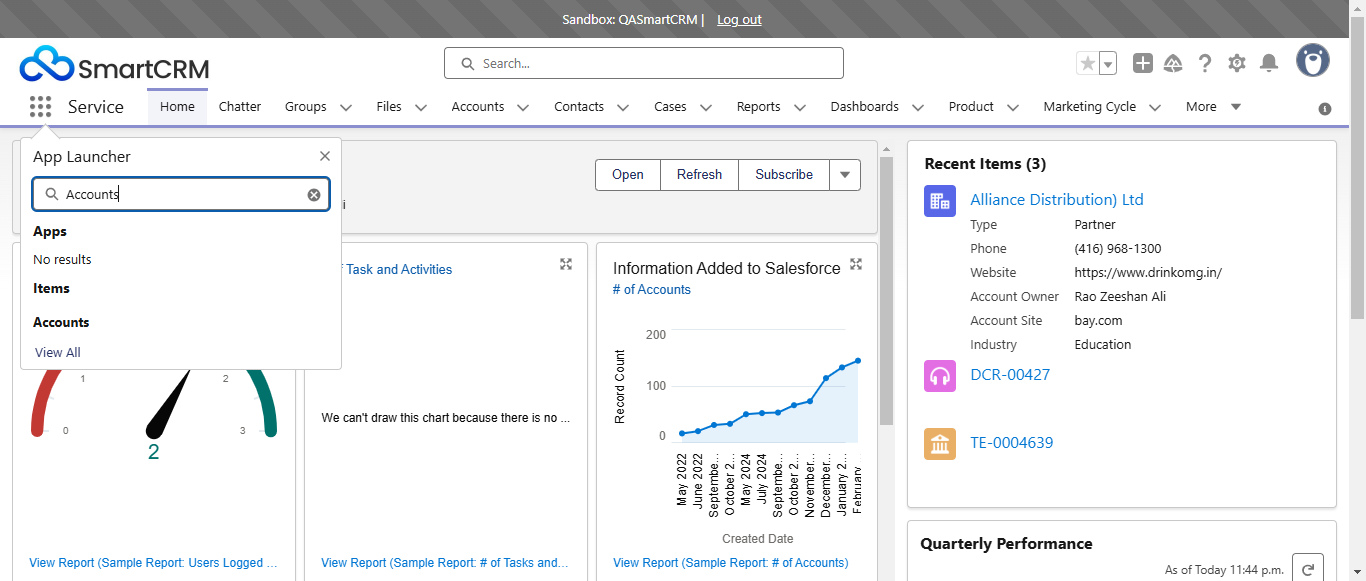 Sandbox: QASmartCRM | Log out
SmartCRM
Search...
Service
Home
Chatter
Groups
Files
Accounts
Contacts
Cases
Reports
Dashboards
Product
Marketing Cycle
More
App Launcher
Accounts
Apps
No results
Items
Accounts
View All
Open
Refresh
Subscribe
Task and Activities
We can't draw this chart because there is no ...
1
2
0
3
2
View Report (Sample Report: Users Logged ...
View Report (Sample Report: # of Tasks and...
Information Added to Salesforce
# of Accounts
Record Count
200
100
0
May 2022
June 2022
Septembe...
October 2...
May 2024
July 2024
Septembe...
October 2...
November...
December...
January 2...
February...
Created Date
View Report (Sample Report: # of Accounts)
Recent Items (3)
Alliance Distribution) Ltd
Type Partner
Phone (416) 968-1300
Website https://www.drinkomg.in/
Account Owner Rao Zeeshan Ali
Account Site bay.com
Industry Education
DCR-00427
TE-0004639
Quarterly Performance
As of Today 11:44 p.m.